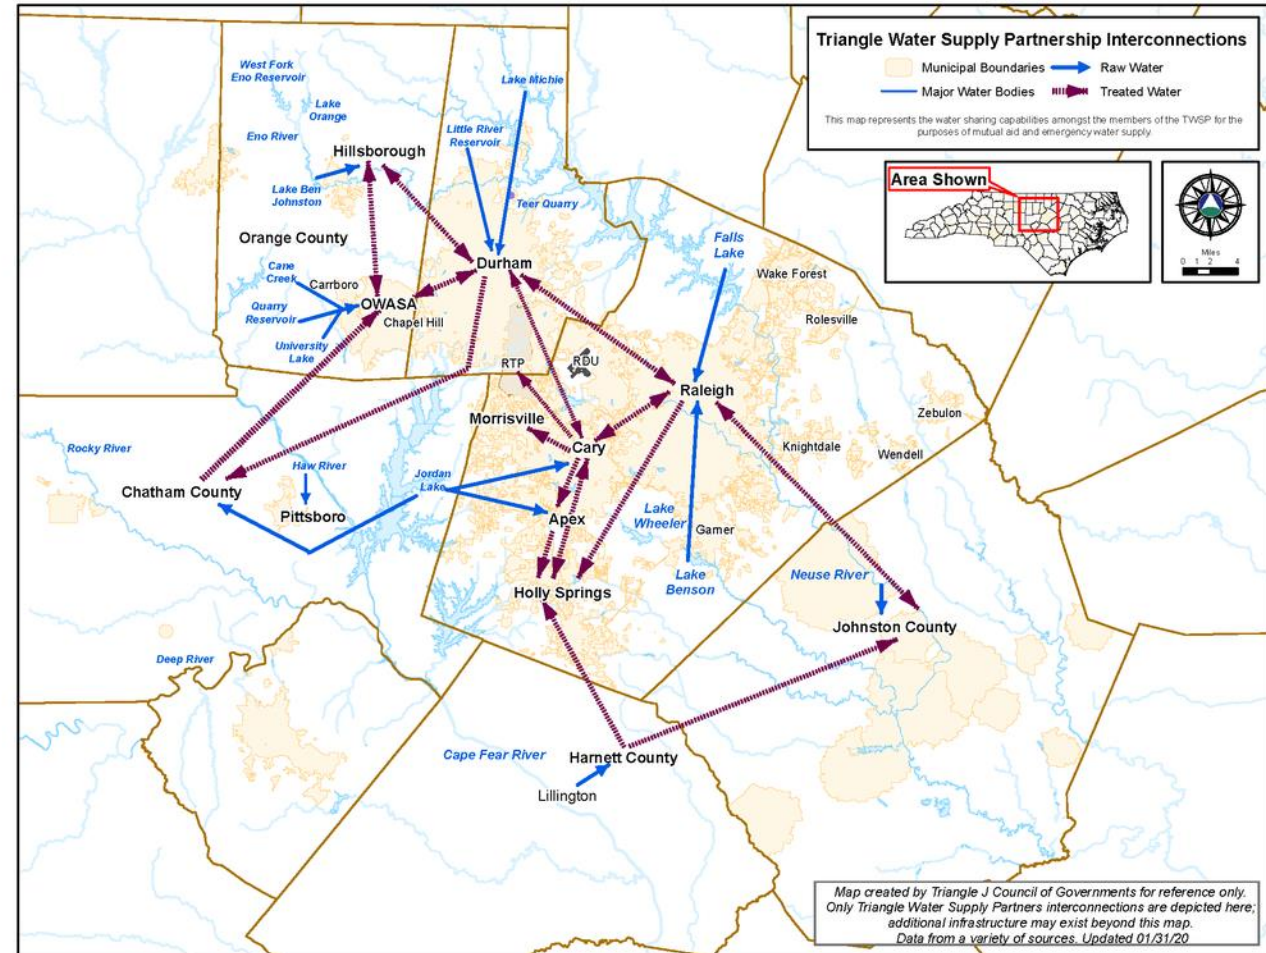 Triangle Water Supply Partnership Interconnections
Municipal Boundaries
Raw Water
Major Water Bodies
Treated Water
This map represents the water sharing capabilities amongst the members of the TWSP for the
purposes of mutual aid and emergency water supply.
Area Shown
Miles
0 1 2 4
West Fork
Eno Reservoir
Lake
Orange
Eno River
Hillsborough
Lake Ben
Johnston
Orange County
Cane
Creek
Carrboro
OWASA
Quarry
Reservoir
Chapel Hill
University
Lake
Lake Michie
Little River
Reservoir
Teer Quarry
Durham
Falls
Lake
Wake Forest
Rolesville
RTP
RDU
Raleigh
Morrisville
Cary
Zebulon
Knightdale
Wendell
Rocky River
Haw River
Jordan
Lake
Chatham County
Pittsboro
Apex
Lake
Wheeler
Garner
Lake
Benson
Holly Springs
Neuse River
Johnston County
Deep River
Cape Fear River
Harnett County
Lillington
Map created by Triangle J Council of Governments for reference only.
Only Triangle Water Supply Partners interconnections are depicted here;
additional infrastructure may exist beyond this map.
Data from a variety of sources. Updated 01/31/20